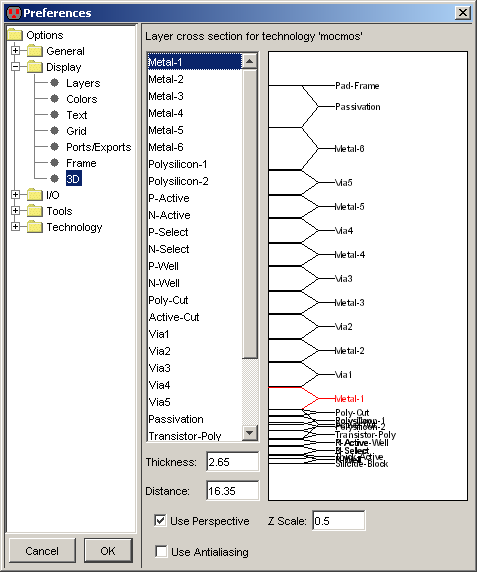 Preferences
Options
General
Display
Layers
Colors
Text
Grid
Ports/Exports
Frame
3D
I/O
Tools
Technology
Cancel
OK
Layer cross section for technology 'mocmos'
Metal-1
Metal-2
Metal-3
Metal-4
Metal-5
Metal-6
Polysilicon-1
Polysilicon-2
P-Active
N-Active
P-Select
N-Select
P-Well
N-Well
Poly-Cut
Active-Cut
Via1
Via2
Via3
Via4
Via5
Passivation
Transistor-Poly
Thickness: 2.65
Distance: 16.35
Use Perspective
Z Scale: 0.5
Use Antialiasing
Pad-Frame
Passivation
Metal-6
Via5
Metal-5
Via4
Metal-4
Via3
Metal-3
Via2
Metal-2
Via1
Metal-1
Poly-Cut
Polysilicon-1
Polysilicon-2
Transistor-Poly
Silicide-Block